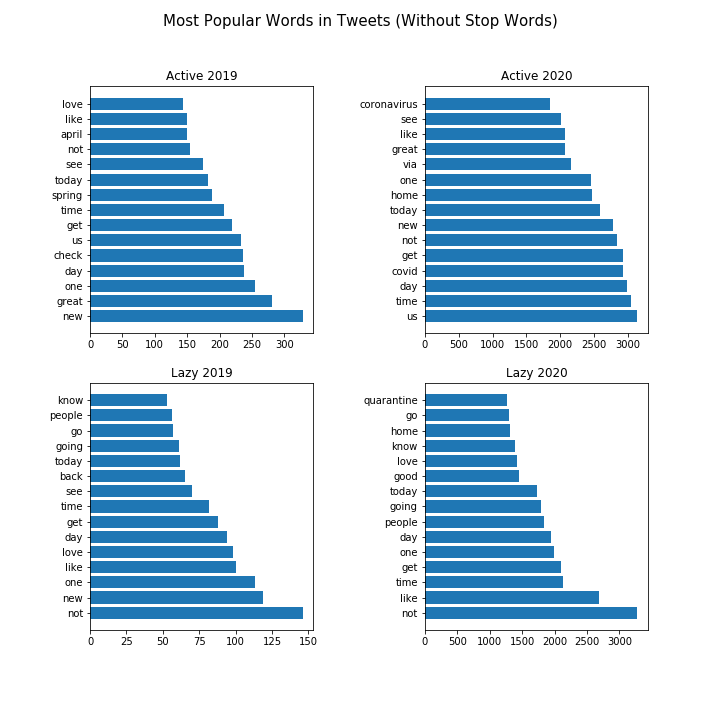 Most Popular Words in Tweets (Without Stop Words)
Active 2019
love
like
april
not
see
today
spring
time
get
us
check
day
one
great
new
0 50 100 150 200 250 300
Active 2020
coronavirus
see
like
great
via
one
home
today
new
not
get
covid
day
time
us
0 500 1000 1500 2000 2500 3000
Lazy 2019
know
people
go
going
today
back
see
time
get
day
love
like
one
new
not
0 25 50 75 100 125 150
Lazy 2020
quarantine
go
home
know
love
good
today
going
people
day
one
get
time
like
not
0 500 1000 1500 2000 2500 3000